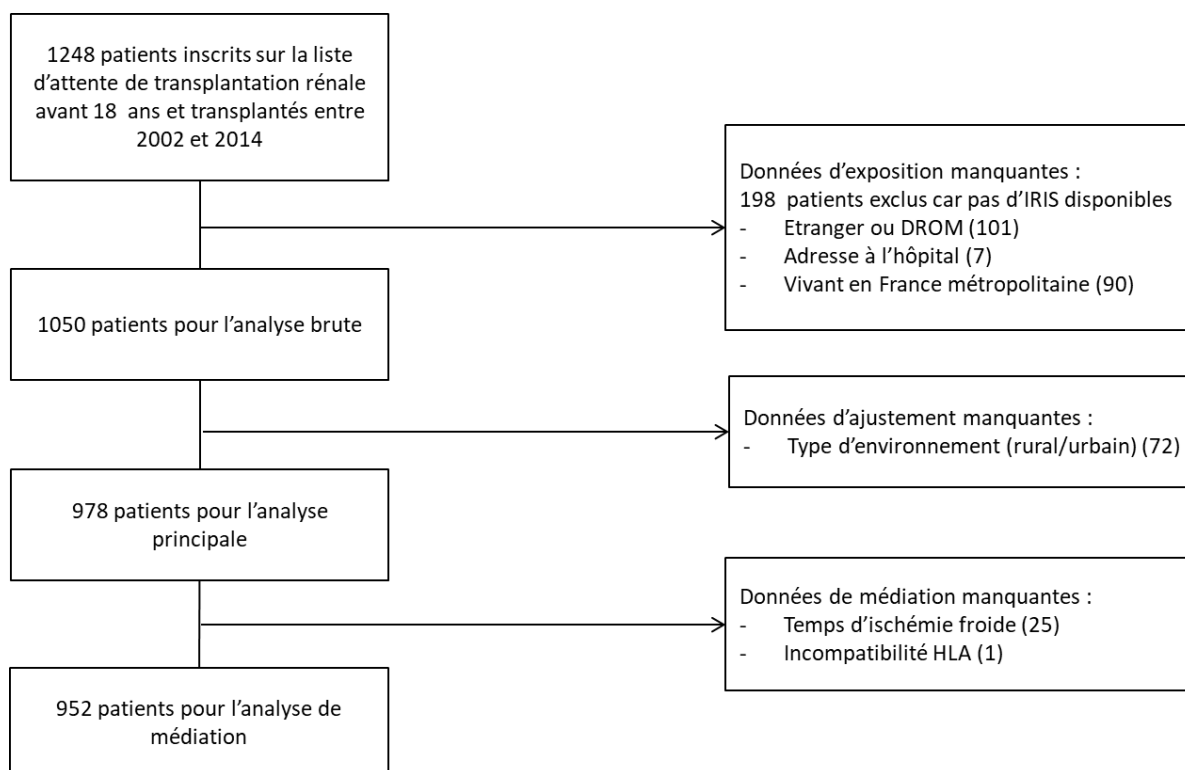 1248 patients inscrits sur la liste
d’attente de transplantation rénale
avant 18 ans et transplantés entre
2002 et 2014
Données d’exposition manquantes :
198 patients exclus car pas d’IRIS disponibles
- Etranger ou DROM (101)
- Adresse à l’hôpital (7)
- Vivant en France métropolitaine (90)
1050 patients pour l’analyse brute
Données d’ajustement manquantes :
- Type d’environnement (rural/urbain) (72)
978 patients pour l’analyse
principale
Données de médiation manquantes :
- Temps d’ischémie froide (25)
- Incompatibilité HLA (1)
952 patients pour l’analyse de
médiation